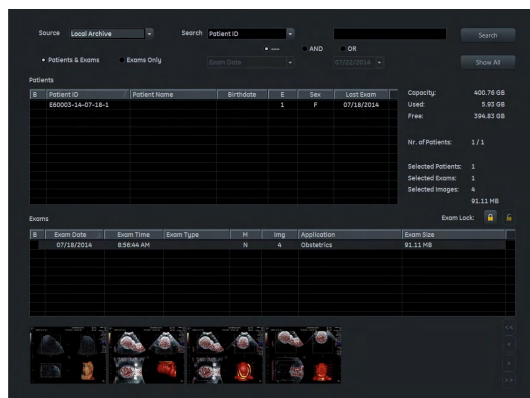 Source Local Archive Search Patient ID Search
---- AND OR
Patients & Exams Exams Only Exam Date 07/22/2014 Show All
Patients
B Patient ID Patient Name Birthdate E Sex Last Exam
E60003-14-07-18-1 1 F 07/18/2014
Capacity: 400.76 GB
Used: 5.93 GB
Free: 394.83 GB
Nr. of Patients: 1 / 1
Selected Patients: 1
Selected Exams: 1
Selected Images: 4
91.11 MB
Exams Exam Lock:
B Exam Date Exam Time Exam Type M Img Application Exam Size
07/18/2014 8:56:44 AM N 4 Obstetrics 91.11 MB
<<
<
>
>>